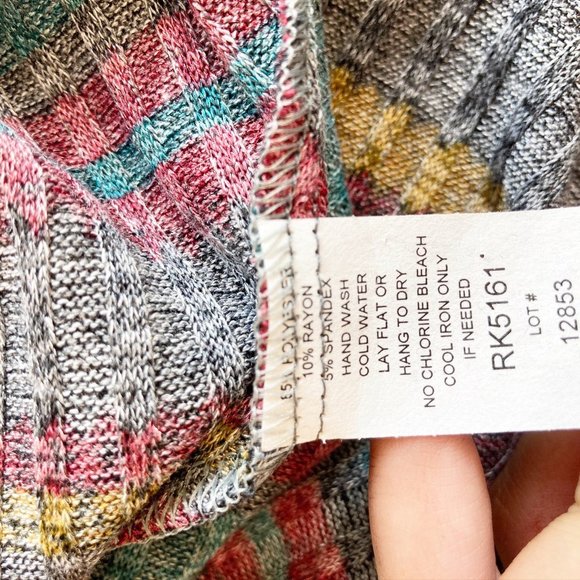 85% POLYESTER
10% RAYON
5% SPANDEX
HAND WASH
COLD WATER
LAY FLAT OR
HANG TO DRY
NO CHLORINE BLEACH
COOL IRON ONLY
IF NEEDED
RK5161
LOT #
12853